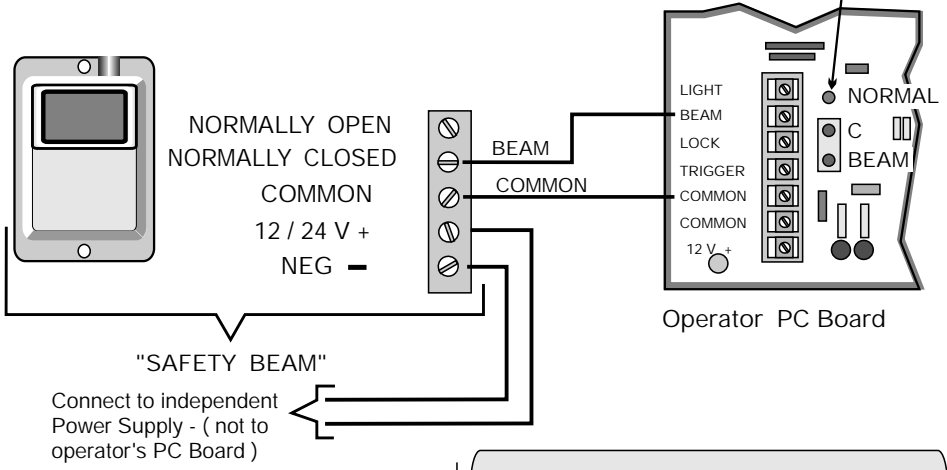 NORMALLY OPEN
NORMALLY CLOSED
COMMON
12 / 24 V +
NEG −
BEAM
COMMON
LIGHT
BEAM
LOCK
TRIGGER
COMMON
COMMON
12 V +
NORMAL
C
BEAM
Operator PC Board
"SAFETY BEAM"
Connect to independent
Power Supply - ( not to
operator's PC Board )